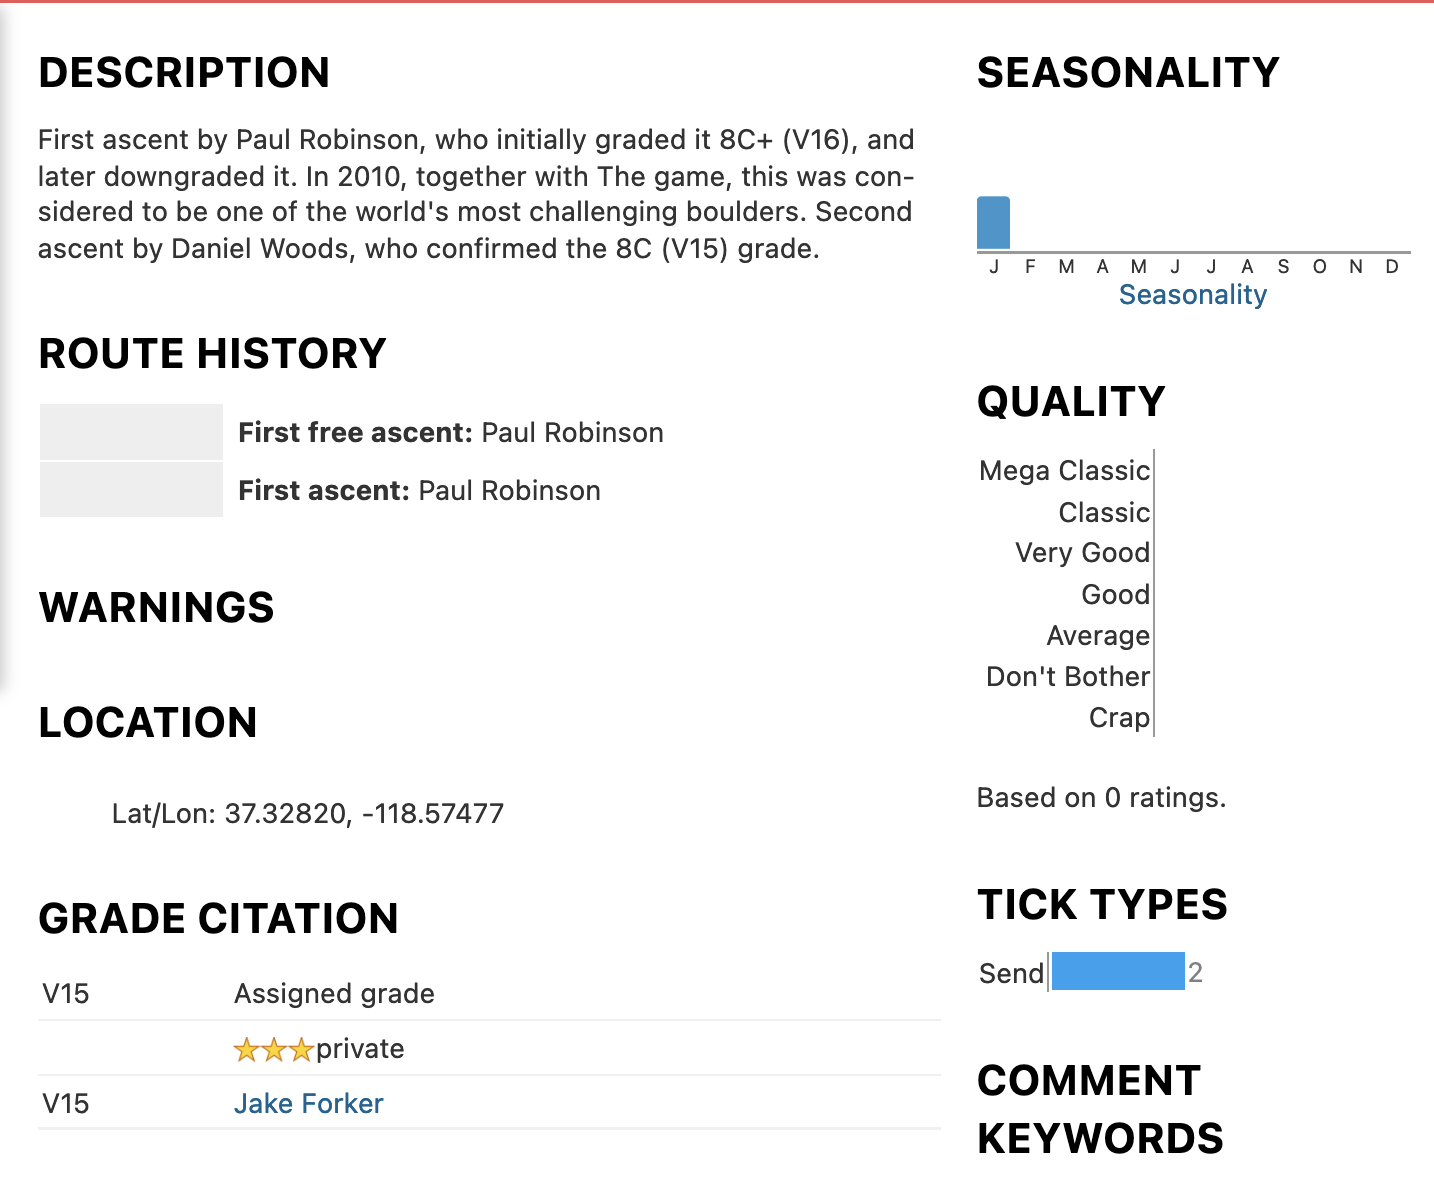 DESCRIPTION
First ascent by Paul Robinson, who initially graded it 8C+ (V16), and
later downgraded it. In 2010, together with The game, this was con-
sidered to be one of the world's most challenging boulders. Second
ascent by Daniel Woods, who confirmed the 8C (V15) grade.
ROUTE HISTORY
First free ascent: Paul Robinson
First ascent: Paul Robinson
WARNINGS
LOCATION
Lat/Lon: 37.32820, -118.57477
GRADE CITATION
V15 Assigned grade
private
V15 Jake Forker
SEASONALITY
J F M A M J J A S O N D
Seasonality
QUALITY
Mega Classic
Classic
Very Good
Good
Average
Don't Bother
Crap
Based on 0 ratings.
TICK TYPES
Send 2
COMMENT
KEYWORDS